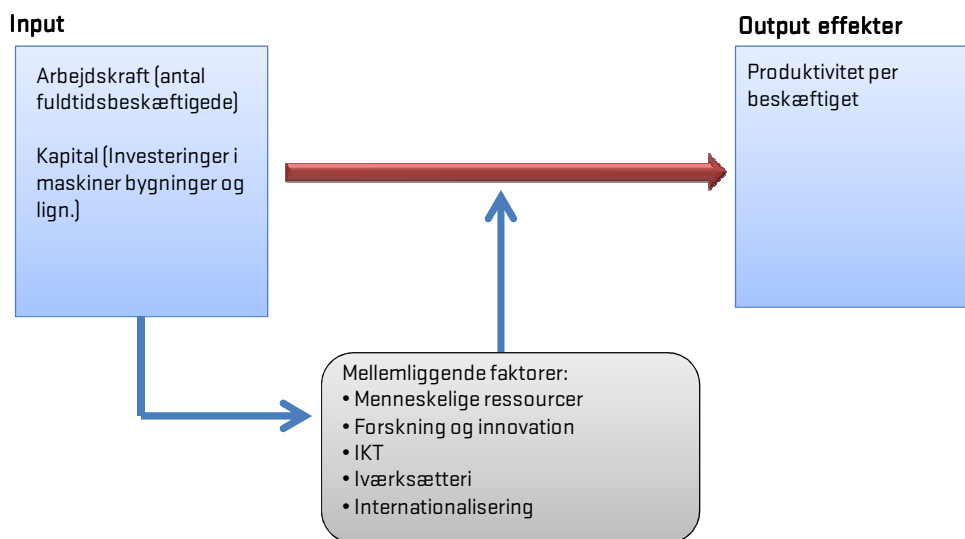 Input
Arbejdskraft (antal
fuldtidsbeskæftigede)
Kapital (Investeringer i
maskiner bygninger og
lign.)
Output effekter
Produktivitet per
beskæftiget
Mellemliggende faktorer:
• Menneskelige ressourcer
• Forskning og innovation
• IKT
• Iværksætteri
• Internationalisering